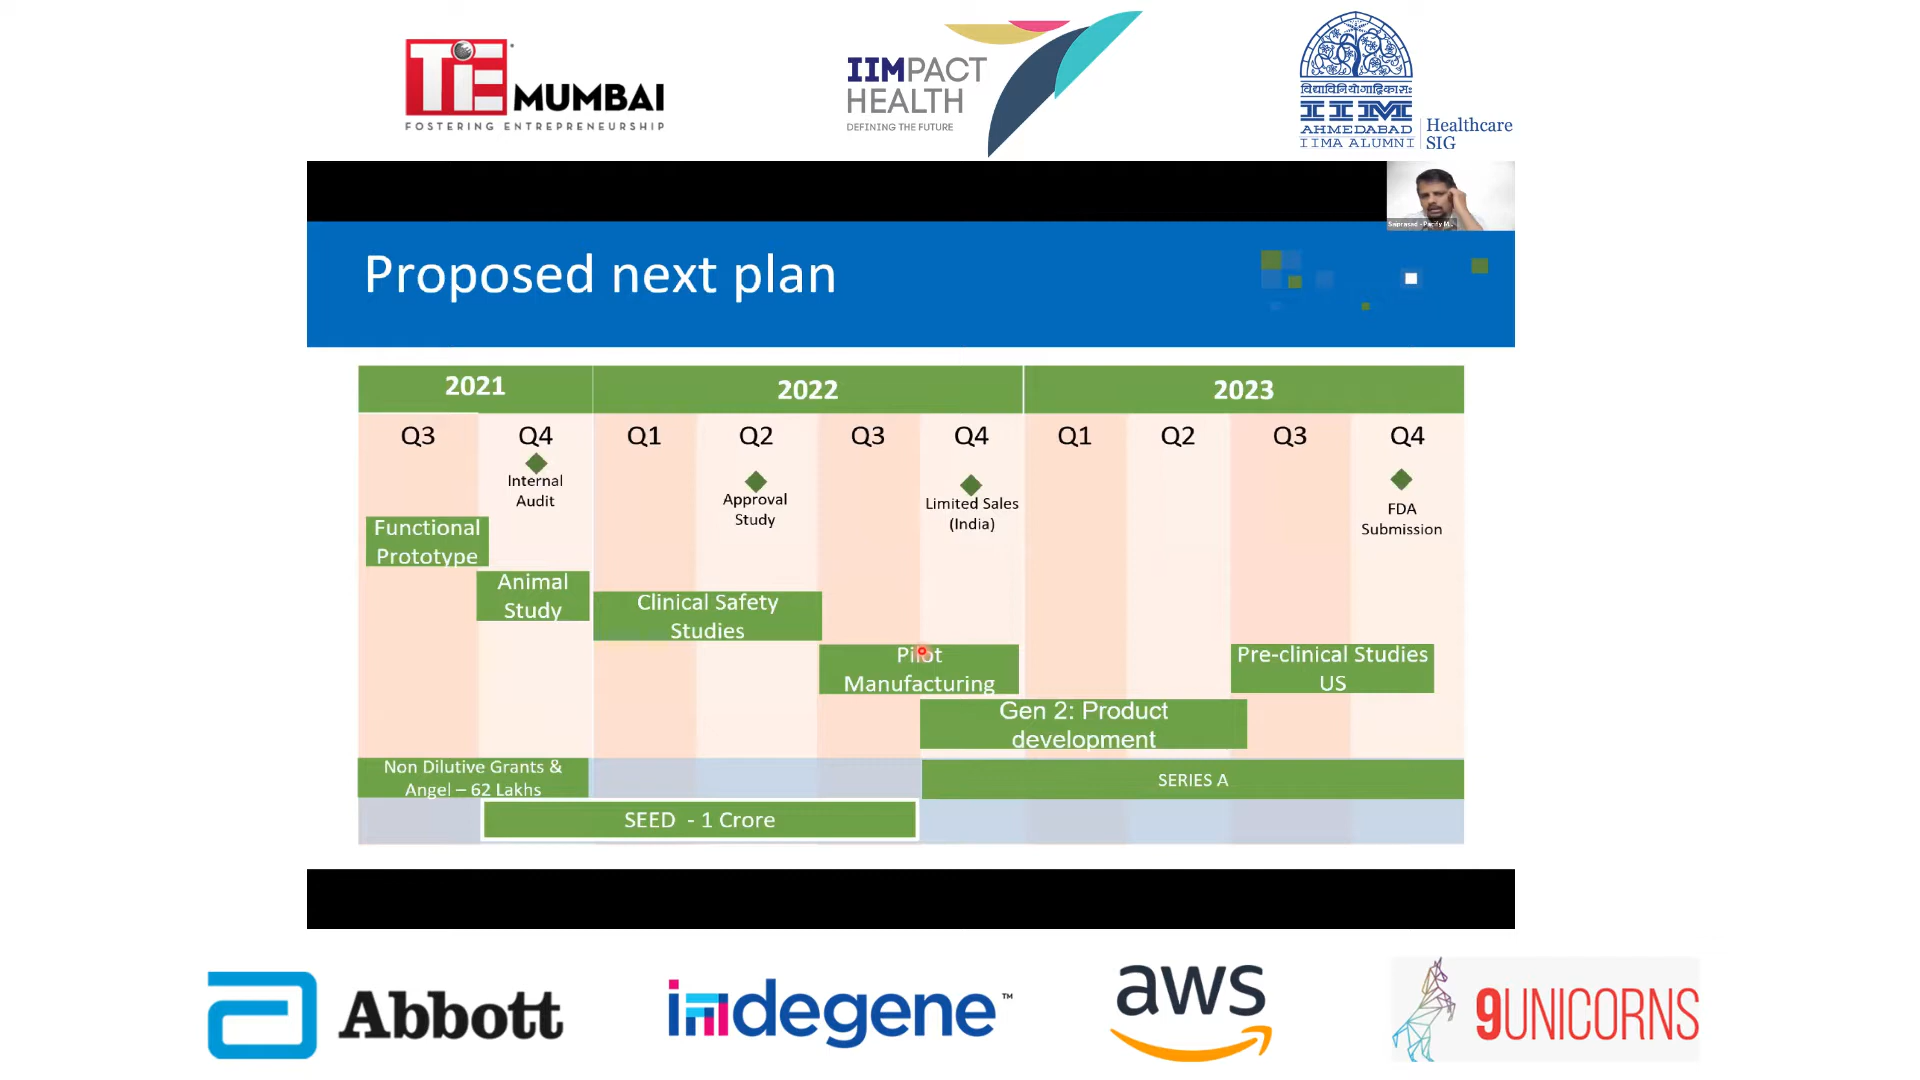 TiE MUMBAI
FOSTERING ENTREPRENEURSHIP
IIMPACT
HEALTH
DEFINING THE FUTURE
विद्याविनियोगाद्विकासः
IIM
AHMEDABAD
IIMA ALUMNI
Healthcare
SIG
Saiprasad - Pacify M...
Proposed next plan
2021 2022 2023
Q3 Q4 Q1 Q2 Q3 Q4 Q1 Q2 Q3 Q4
Internal
Audit
Approval
Study
Limited Sales
(India)
FDA
Submission
Functional
Prototype
Animal
Study
Clinical Safety
Studies
Pilot
Manufacturing
Pre-clinical Studies
US
Gen 2: Product
development
Non Dilutive Grants &
Angel – 62 Lakhs
SERIES A
SEED - 1 Crore
Abbott
indegene™
aws
9UNICORNS